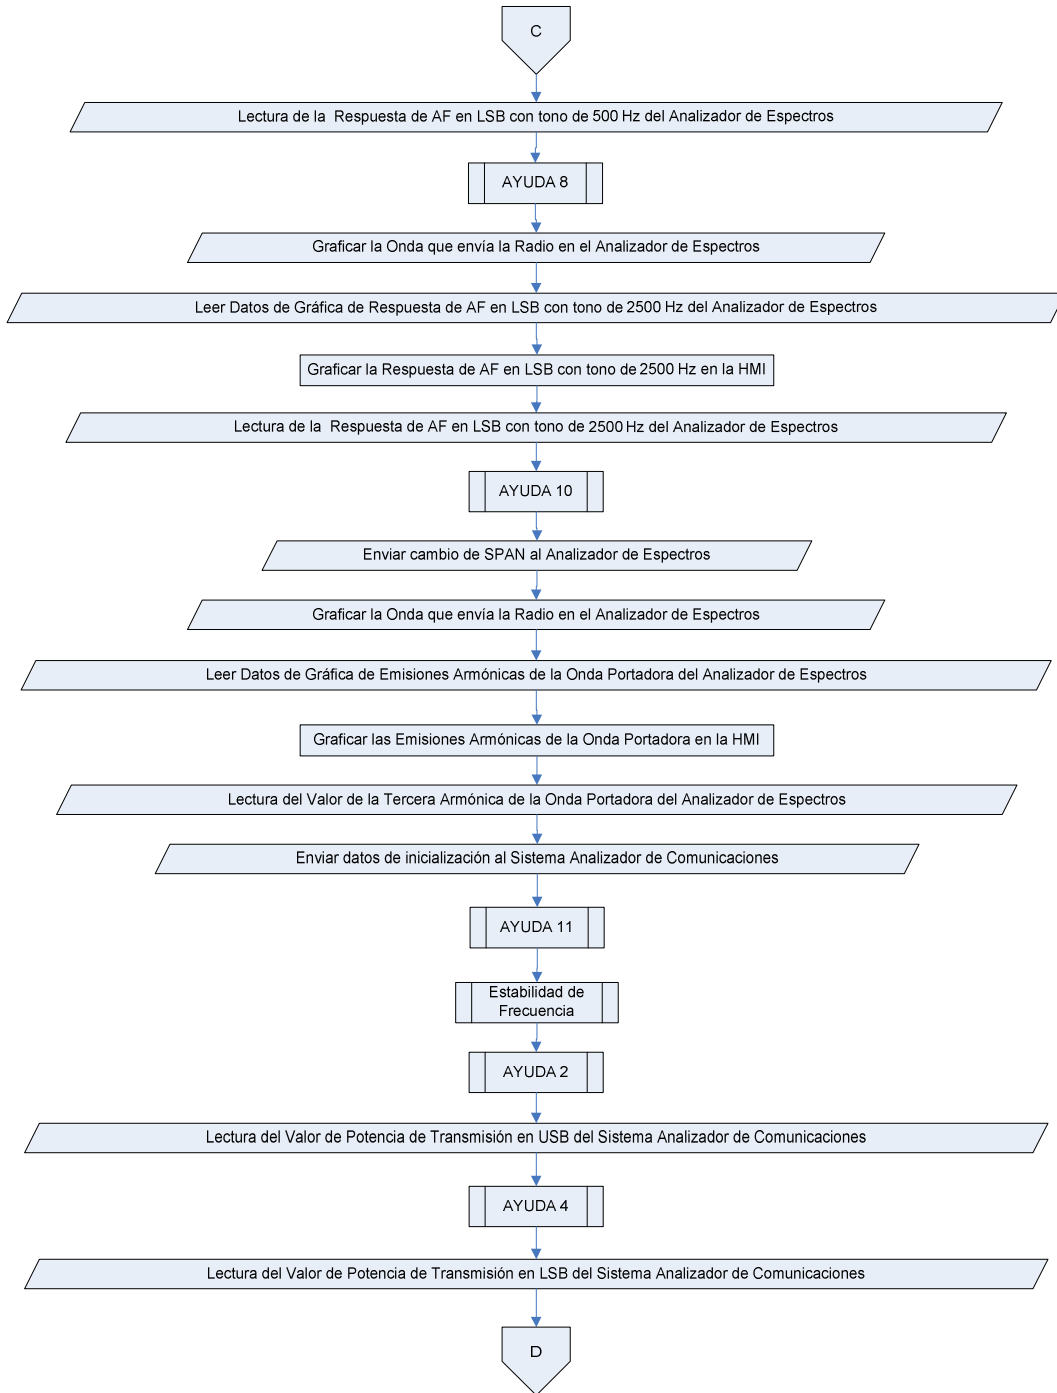 C
Lectura de la Respuesta de AF en LSB con tono de 500 Hz del Analizador de Espectros
AYUDA 8
Graficar la Onda que envía la Radio en el Analizador de Espectros
Leer Datos de Gráfica de Respuesta de AF en LSB con tono de 2500 Hz del Analizador de Espectros
Graficar la Respuesta de AF en LSB con tono de 2500 Hz en la HMI
Lectura de la Respuesta de AF en LSB con tono de 2500 Hz del Analizador de Espectros
AYUDA 10
Enviar cambio de SPAN al Analizador de Espectros
Graficar la Onda que envía la Radio en el Analizador de Espectros
Leer Datos de Gráfica de Emisiones Armónicas de la Onda Portadora del Analizador de Espectros
Graficar las Emisiones Armónicas de la Onda Portadora en la HMI
Lectura del Valor de la Tercera Armónica de la Onda Portadora del Analizador de Espectros
Enviar datos de inicialización al Sistema Analizador de Comunicaciones
AYUDA 11
Estabilidad de
Frecuencia
AYUDA 2
Lectura del Valor de Potencia de Transmisión en USB del Sistema Analizador de Comunicaciones
AYUDA 4
Lectura del Valor de Potencia de Transmisión en LSB del Sistema Analizador de Comunicaciones
D